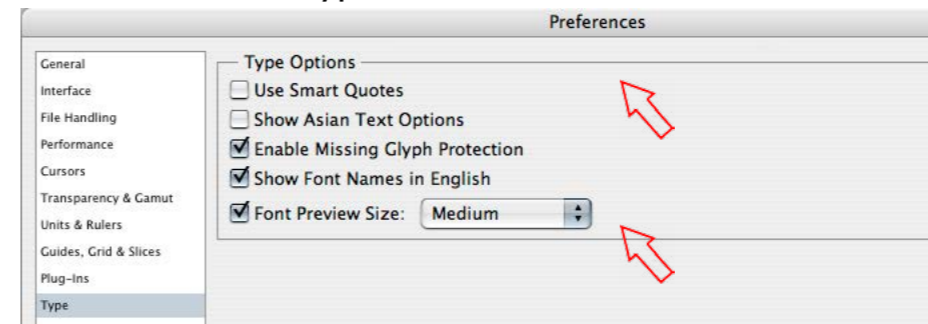 Preferences
General
Interface
File Handling
Performance
Cursors
Transparency & Gamut
Units & Rulers
Guides, Grid & Slices
Plug-Ins
Type
Type Options
Use Smart Quotes
Show Asian Text Options
Enable Missing Glyph Protection
Show Font Names in English
Font Preview Size: Medium